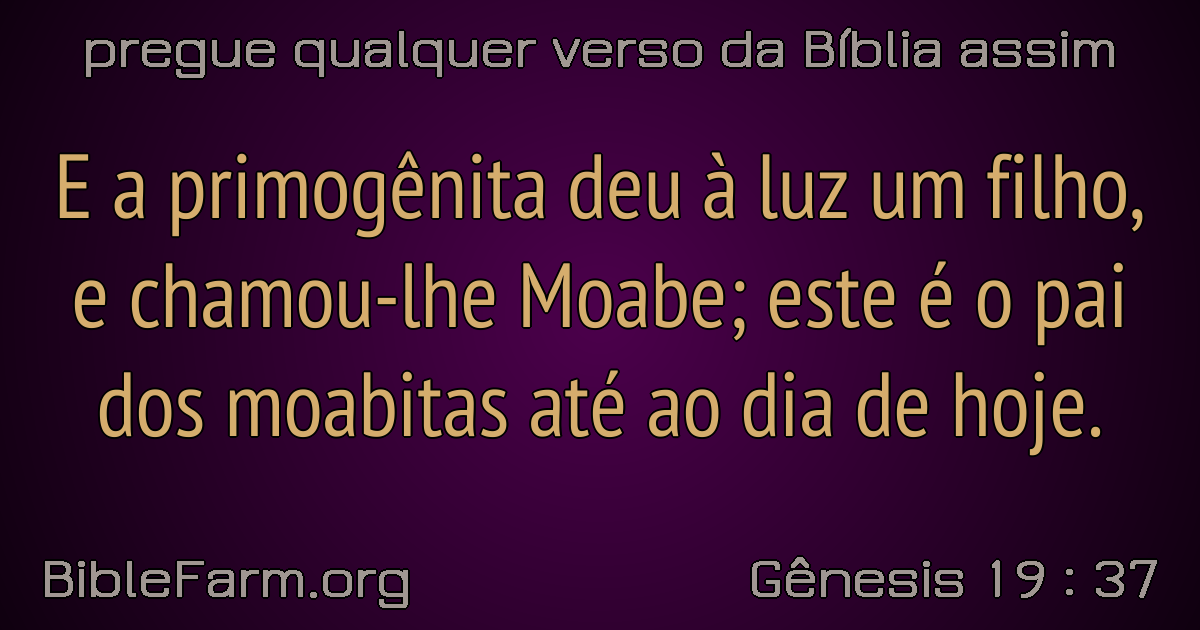 pregue qualquer verso da Bíblia assim
E a primogênita deu à luz um filho,
e chamou-lhe Moabe; este é o pai
dos moabitas até ao dia de hoje.
BibleFarm.org
Gênesis 19 : 37